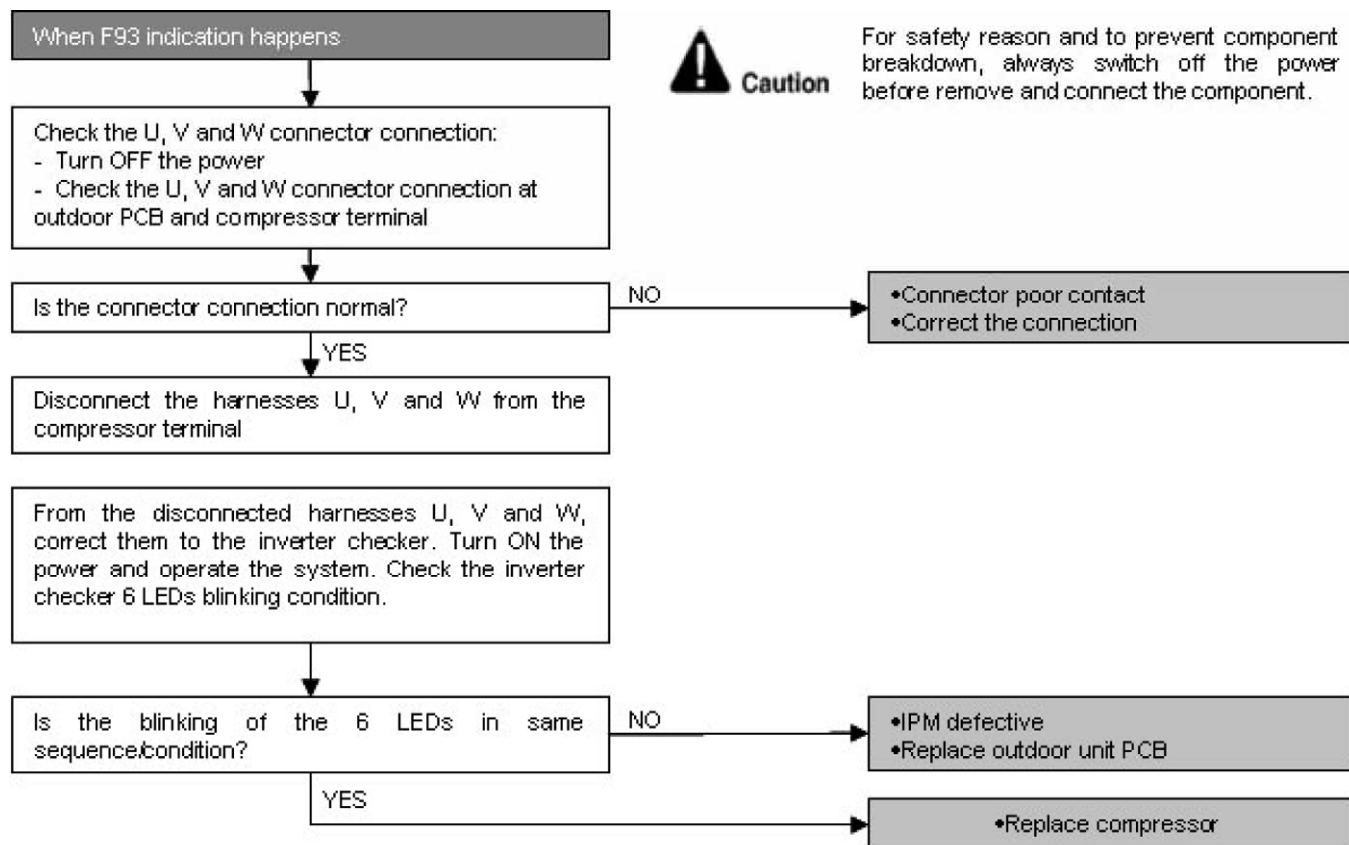 When F93 indication happens
Caution
For safety reason and to prevent component
breakdown, always switch off the power
before remove and connect the component.
Check the U, V and W connector connection:
- Turn OFF the power
- Check the U, V and W connector connection at
outdoor PCB and compressor terminal
Is the connector connection normal?
NO
•Connector poor contact
•Correct the connection
YES
Disconnect the harnesses U, V and W from the
compressor terminal
From the disconnected harnesses U, V and W,
correct them to the inverter checker. Turn ON the
power and operate the system. Check the inverter
checker 6 LEDs blinking condition.
Is the blinking of the 6 LEDs in same
sequence/condition?
NO
•IPM defective
•Replace outdoor unit PCB
YES
•Replace compressor